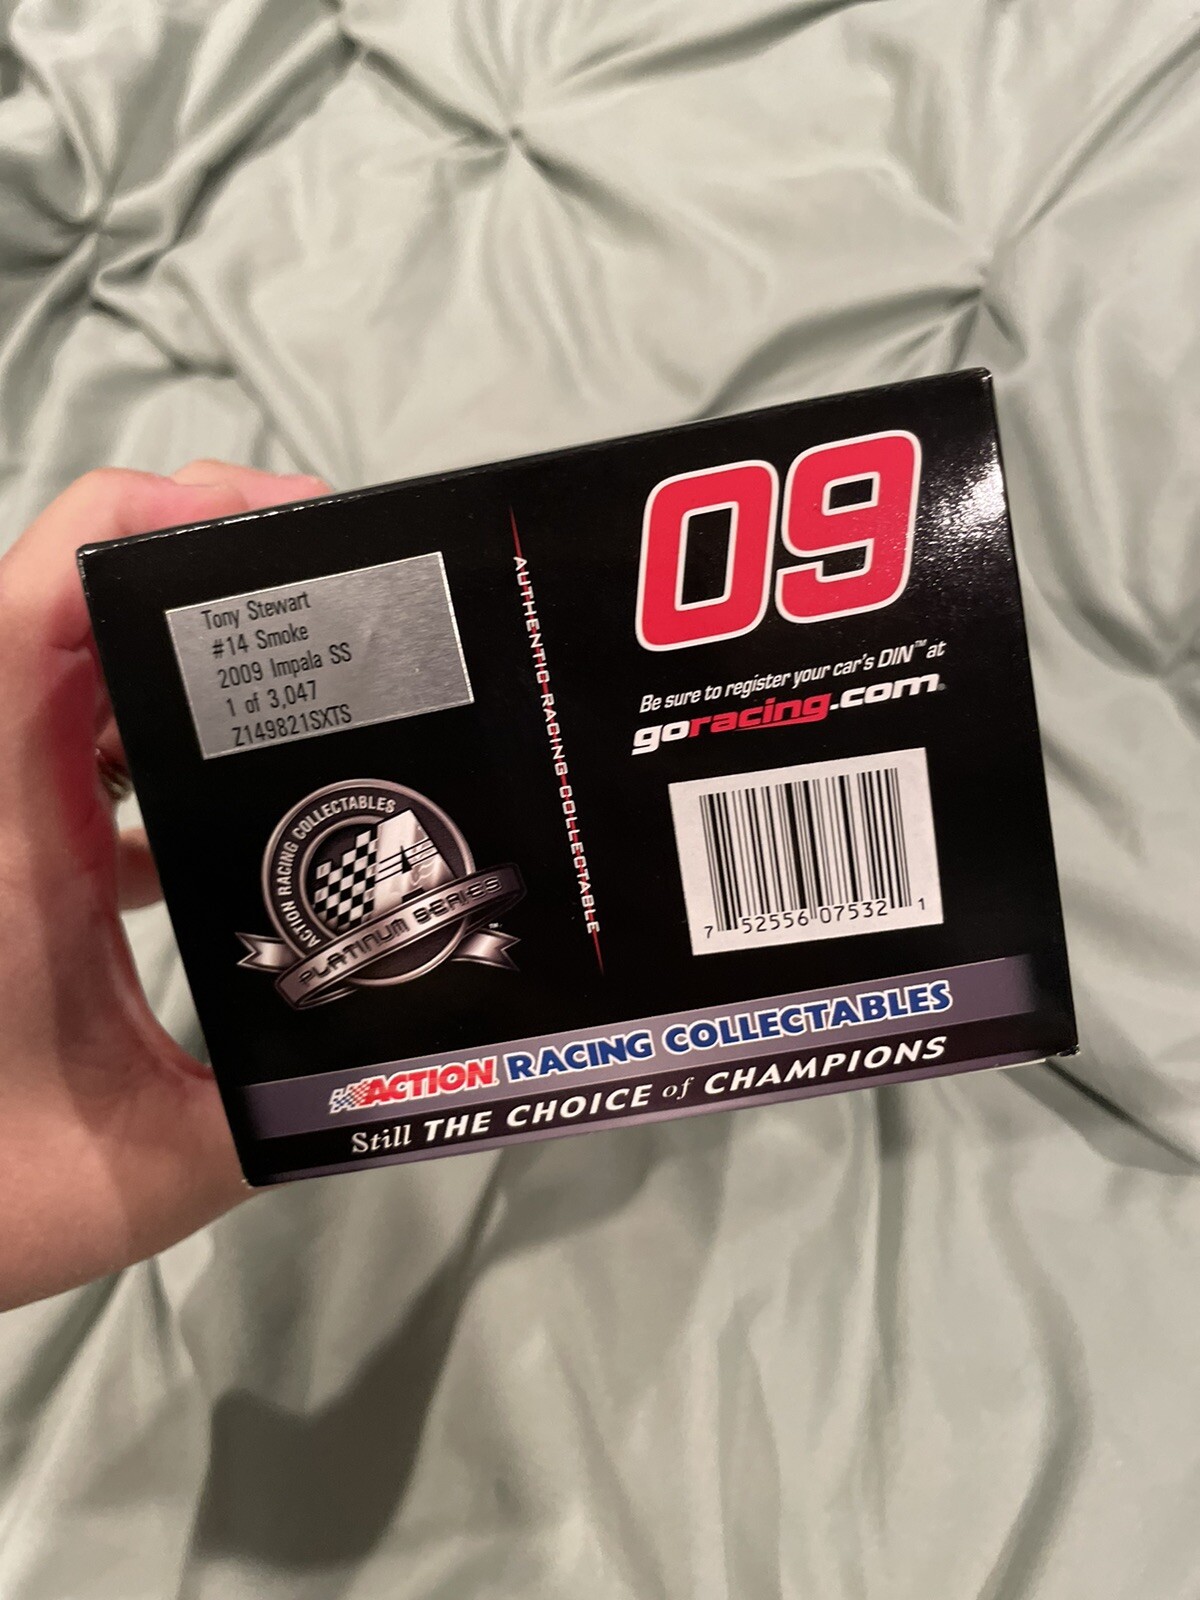 Tony Stewart
#14 Smoke
2009 Impala SS
1 of 3,047
Z149821SXTS
ACTION RACING COLLECTABLES
PLATINUM SERIES™
AUTHENTIC RACING COLLECTABLE
09
Be sure to register your car's DIN™ at
goracing.com®
7 52556 07532 1
ACTION RACING COLLECTABLES
Still THE CHOICE of CHAMPIONS